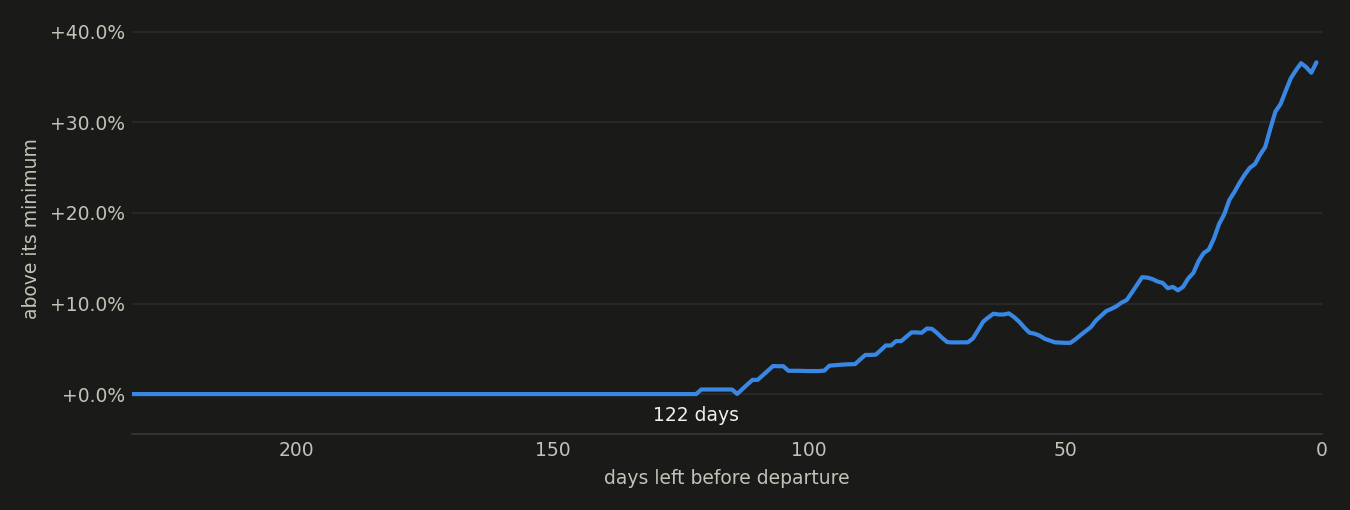 +40.0%
+30.0%
+20.0%
+10.0%
+0.0%
above its minimum
122 days
200 150 100 50 0
days left before departure